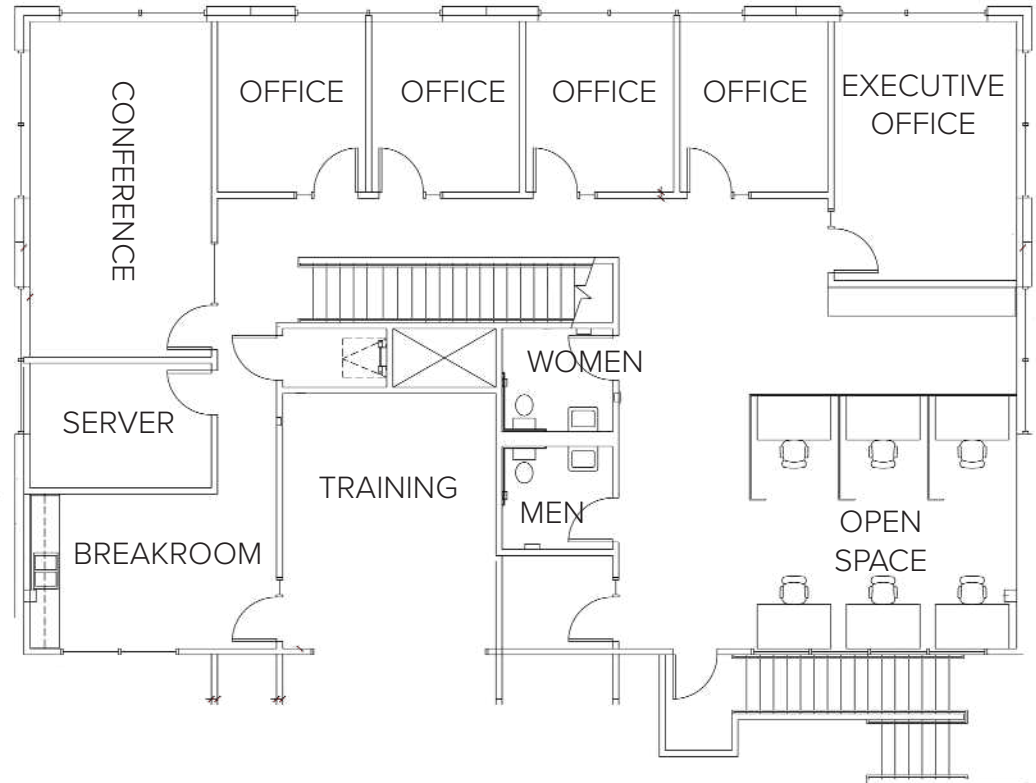 CONFERENCE
OFFICE
OFFICE
OFFICE
OFFICE
EXECUTIVE
OFFICE
WOMEN
SERVER
TRAINING
MEN
BREAKROOM
OPEN
SPACE